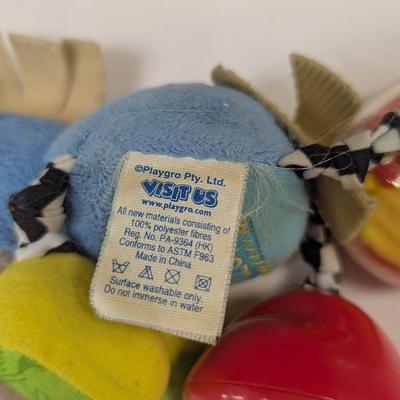 ©Playgro Pty. Ltd.
VISIT US
www.playgro.com
All new materials consisting of
100% polyester fibres
Reg. No. PA-9364 (HK)
Conforms to ASTM F963
Made in China
Surface washable only
Do not immerse in water